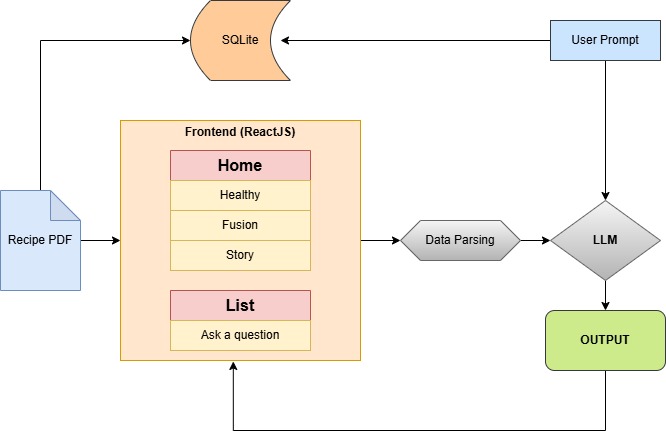 SQLite
User Prompt
Frontend (ReactJS)
Home
Healthy
Fusion
Story
Recipe PDF
Data Parsing
LLM
List
Ask a question
OUTPUT